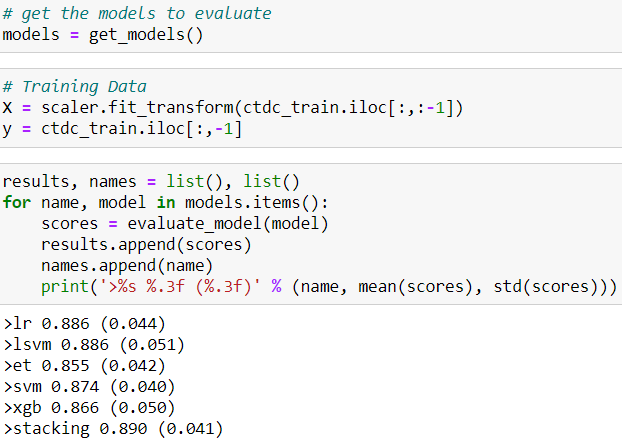 # get the models to evaluate
models = get_models()
# Training Data
X = scaler.fit_transform(ctdc_train.iloc[:,:-1])
y = ctdc_train.iloc[:,-1]
results, names = list(), list()
for name, model in models.items():
    scores = evaluate_model(model)
    results.append(scores)
    names.append(name)
    print('>%s %.3f (%.3f)' % (name, mean(scores), std(scores)))
>lr 0.886 (0.044)
>lsvm 0.886 (0.051)
>et 0.855 (0.042)
>svm 0.874 (0.040)
>xgb 0.866 (0.050)
>stacking 0.890 (0.041)